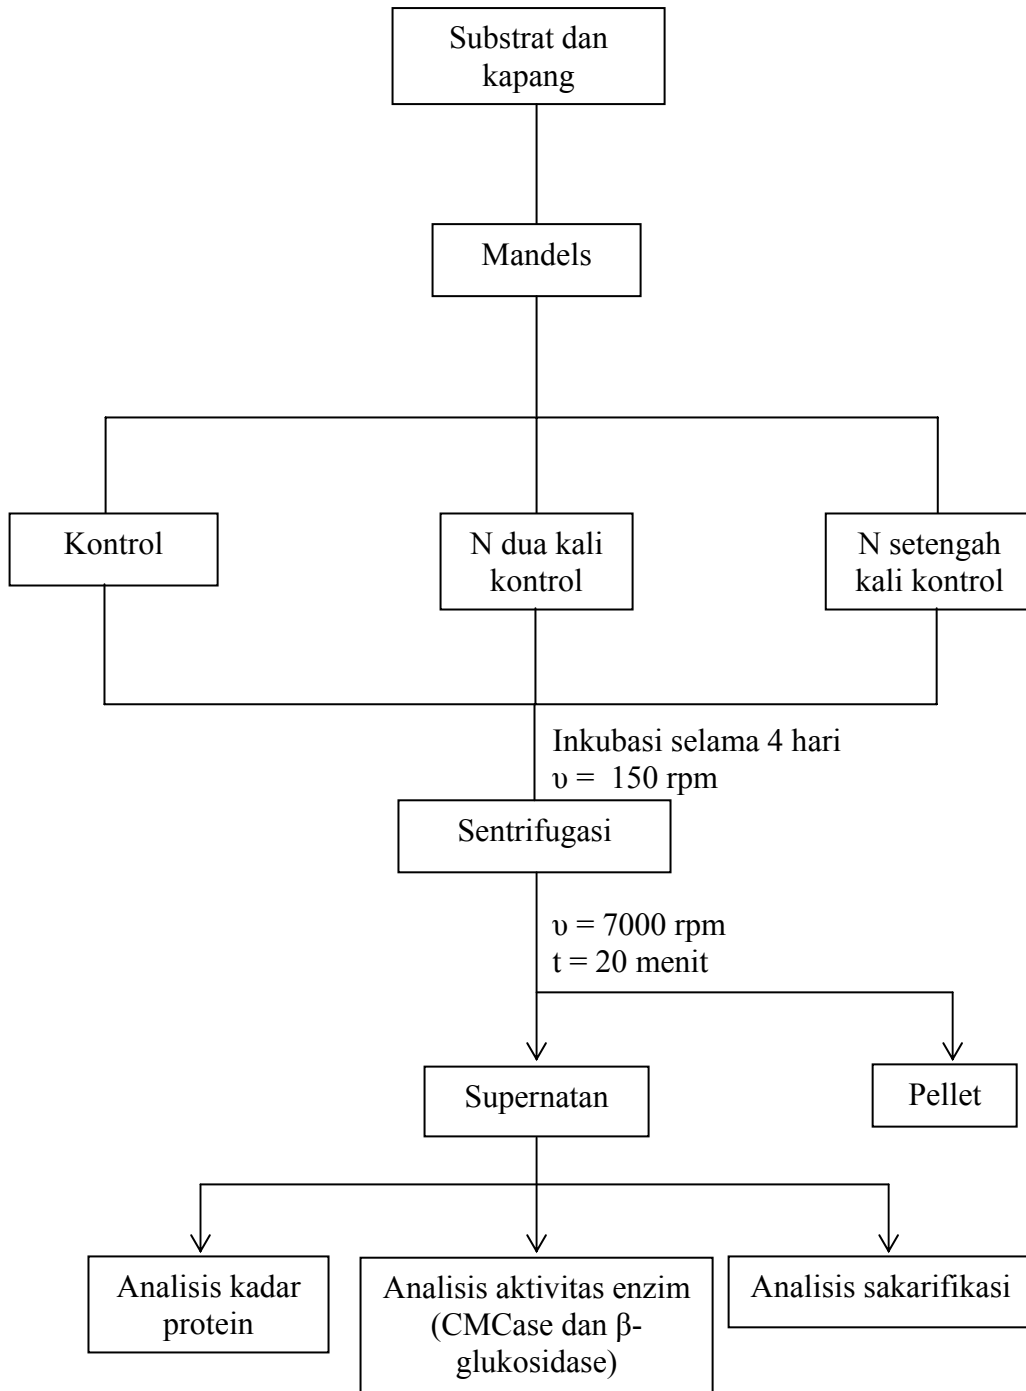 Substrat dan
kapang
Mandels
Kontrol
N dua kali
kontrol
N setengah
kali kontrol
Inkubasi selama 4 hari
υ =  150 rpm
Sentrifugasi
υ = 7000 rpm
t = 20 menit
Supernatan
Pellet
Analisis kadar
protein
Analisis aktivitas enzim
(CMCase dan β-
glukosidase)
Analisis sakarifikasi